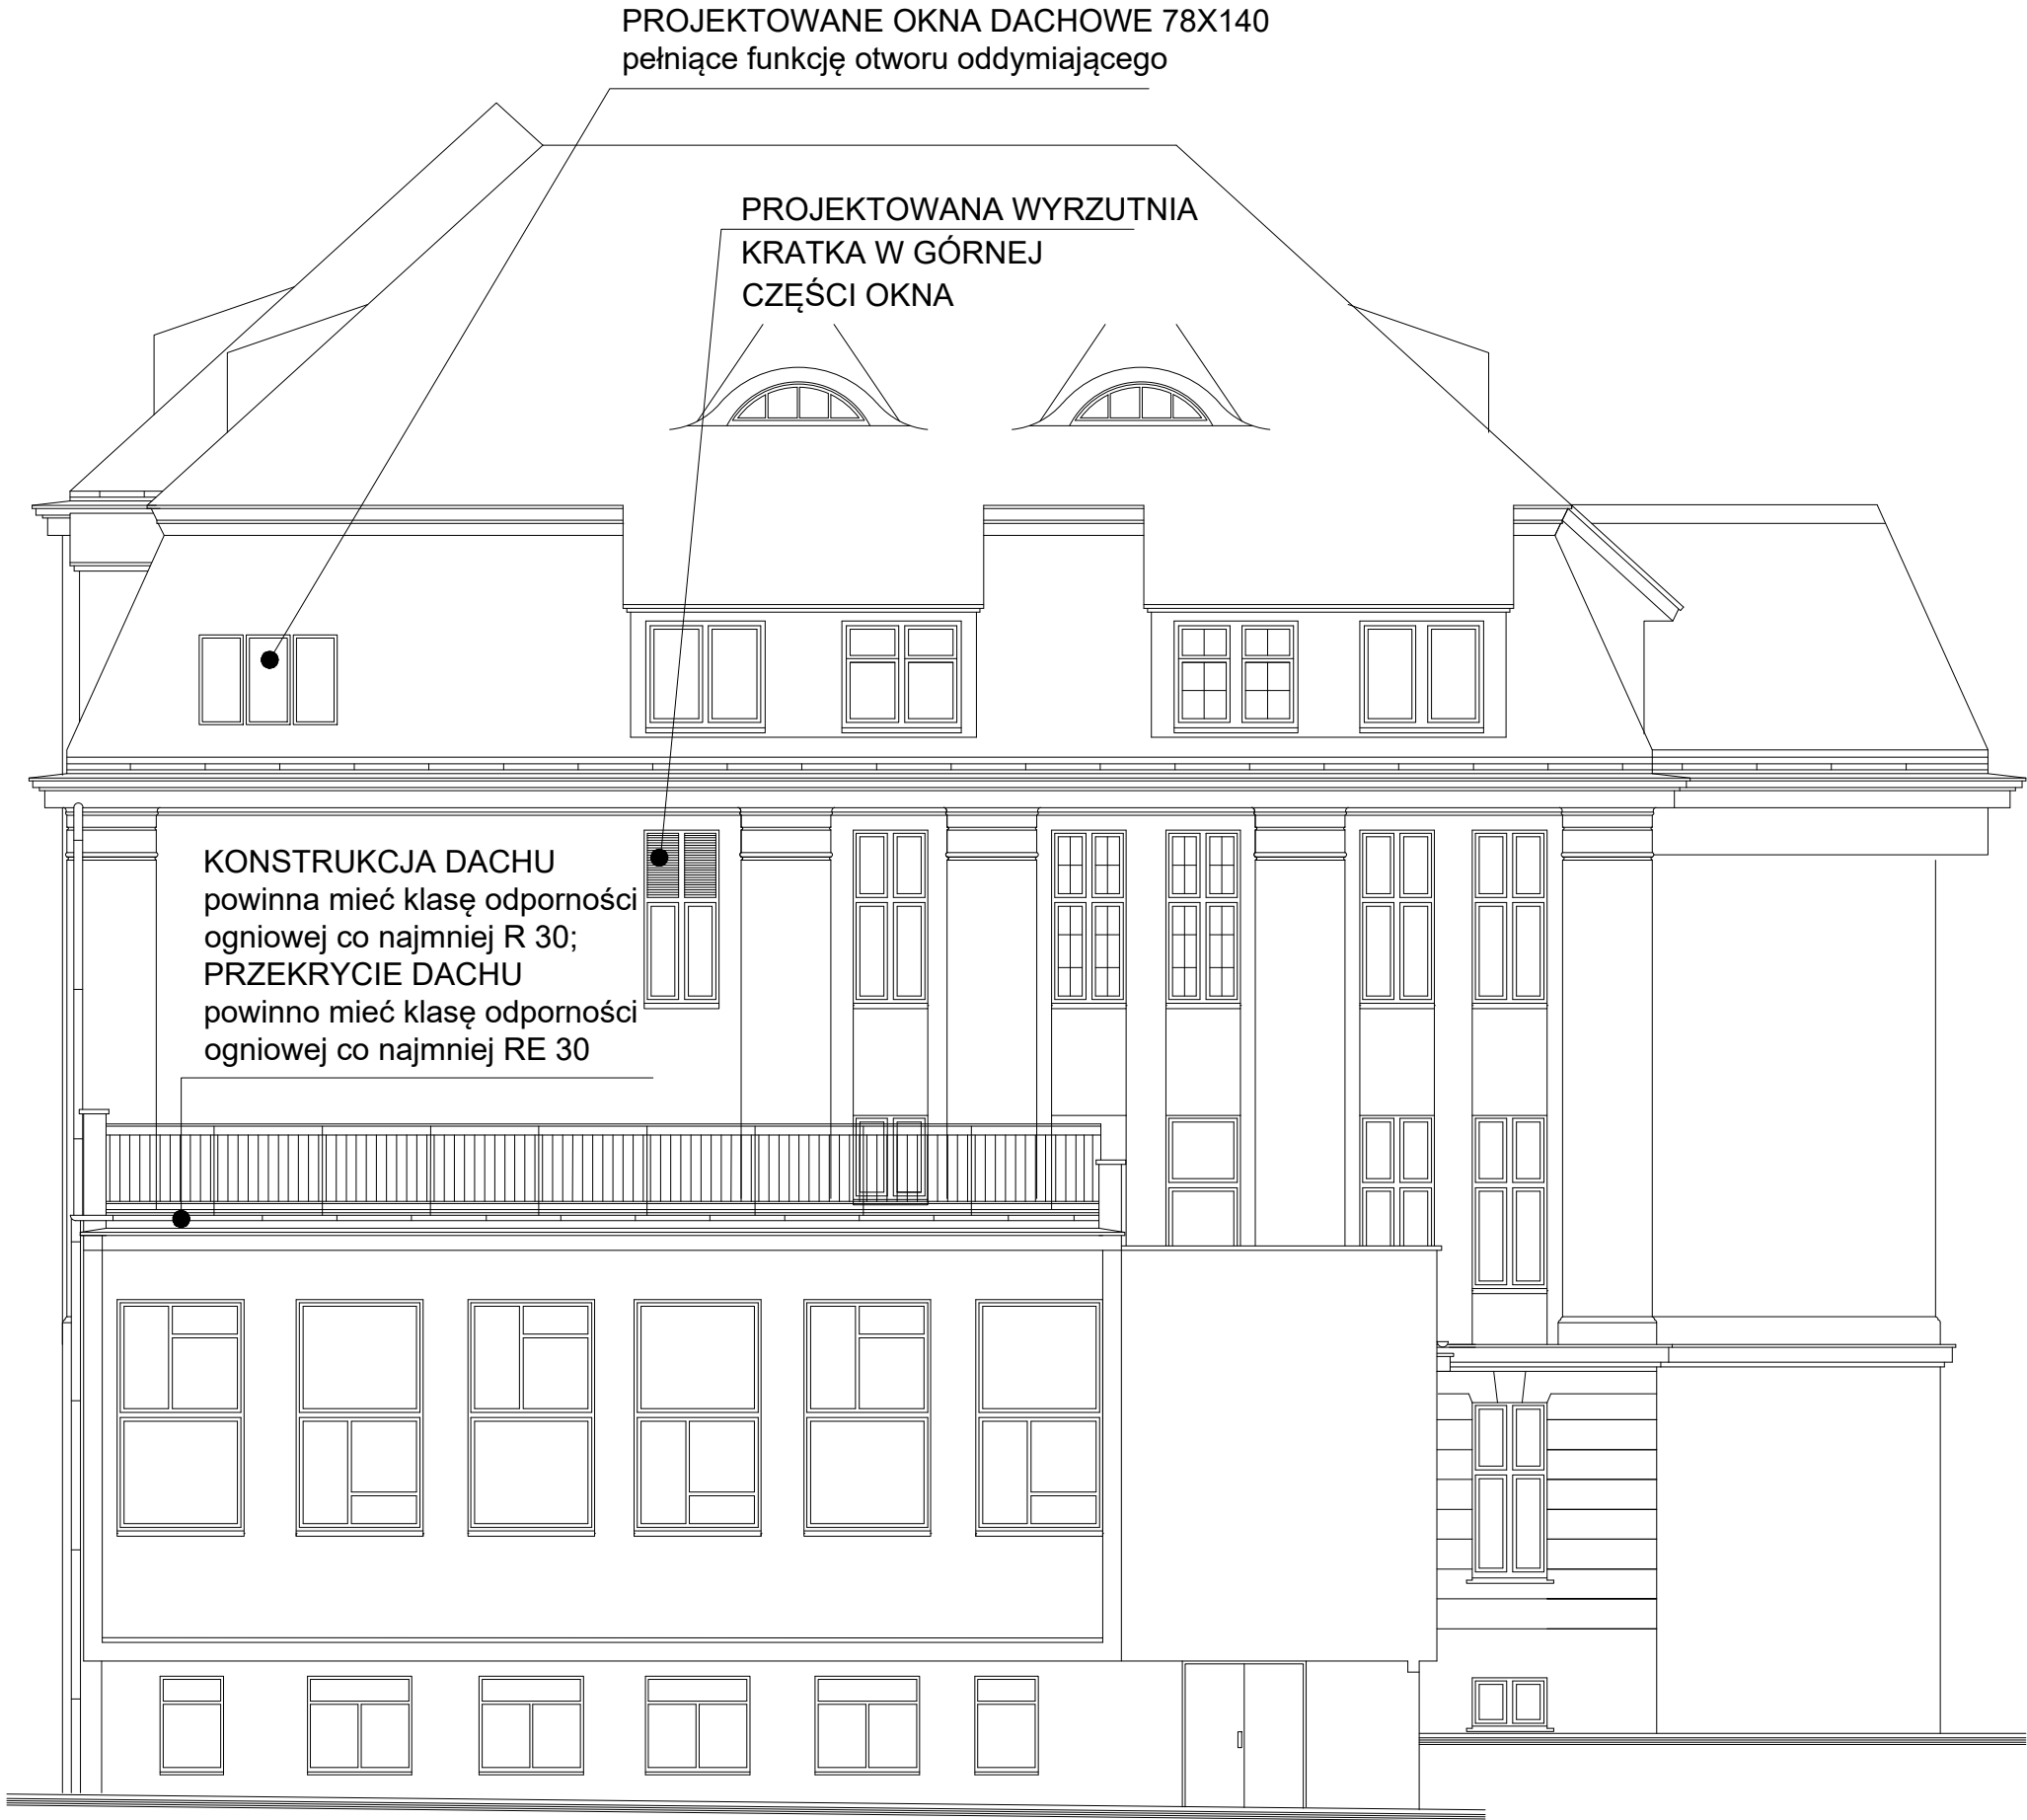 PROJEKTOWANE OKNA DACHOWE 78X140
pełniące funkcję otworu oddymiającego
PROJEKTOWANA WYRZUTNIA
KRATKA W GÓRNEJ
CZĘŚCI OKNA
KONSTRUKCJA DACHU
powinna mieć klasę odporności
ogniowej co najmniej R 30;
PRZEKRYCIE DACHU
powinno mieć klasę odporności
ogniowej co najmniej RE 30